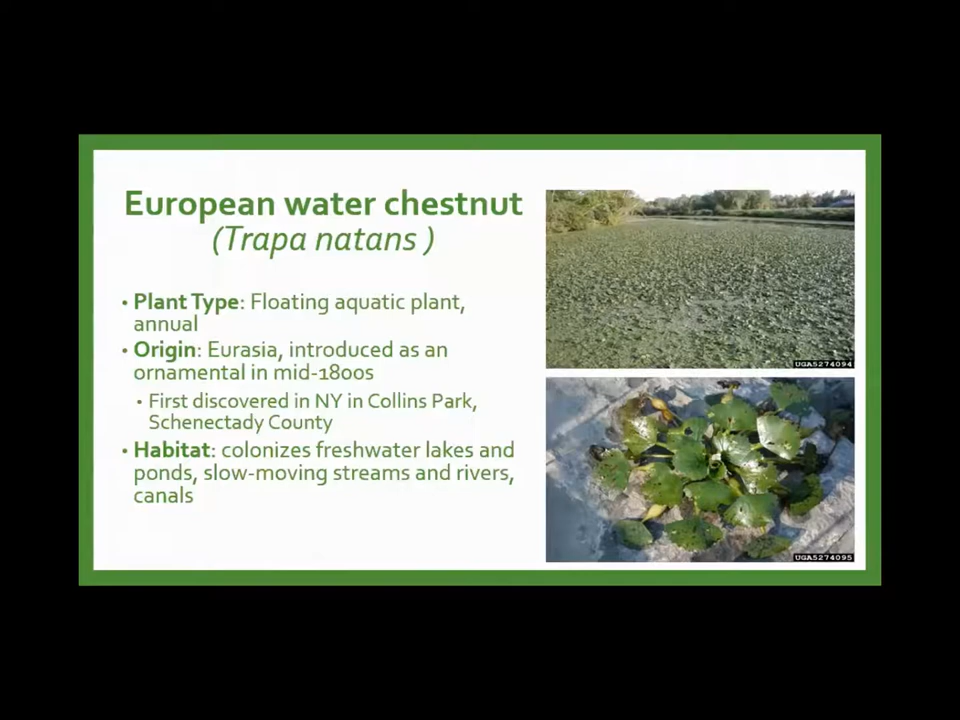 European water chestnut
(Trapa natans )
• Plant Type: Floating aquatic plant,
annual
• Origin: Eurasia, introduced as an
ornamental in mid-1800s
• First discovered in NY in Collins Park,
Schenectady County
• Habitat: colonizes freshwater lakes and
ponds, slow-moving streams and rivers,
canals
UGA5274094
UGA5274095